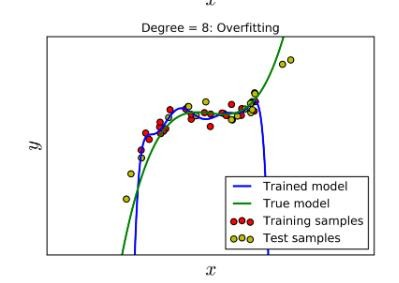 x
Degree = 8: Overfitting
y
Trained model
True model
Training samples
Test samples
x